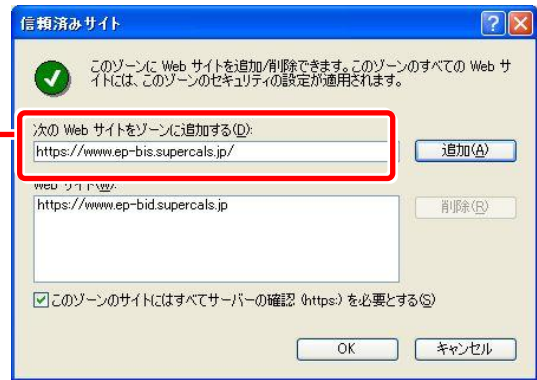 信頼済みサイト
このゾーンに Web サイトを追加/削除できます。このゾーンのすべての Web サ
イトには、このゾーンのセキュリティの設定が適用されます。
次の Web サイトをゾーンに追加する(D):
https://www.ep-bis.supercals.jp/
追加(A)
Web サイト(W):
https://www.ep-bid.supercals.jp
削除(R)
このゾーンのサイトにはすべてサーバーの確認 (https:) を必要とする(S)
OK
キャンセル